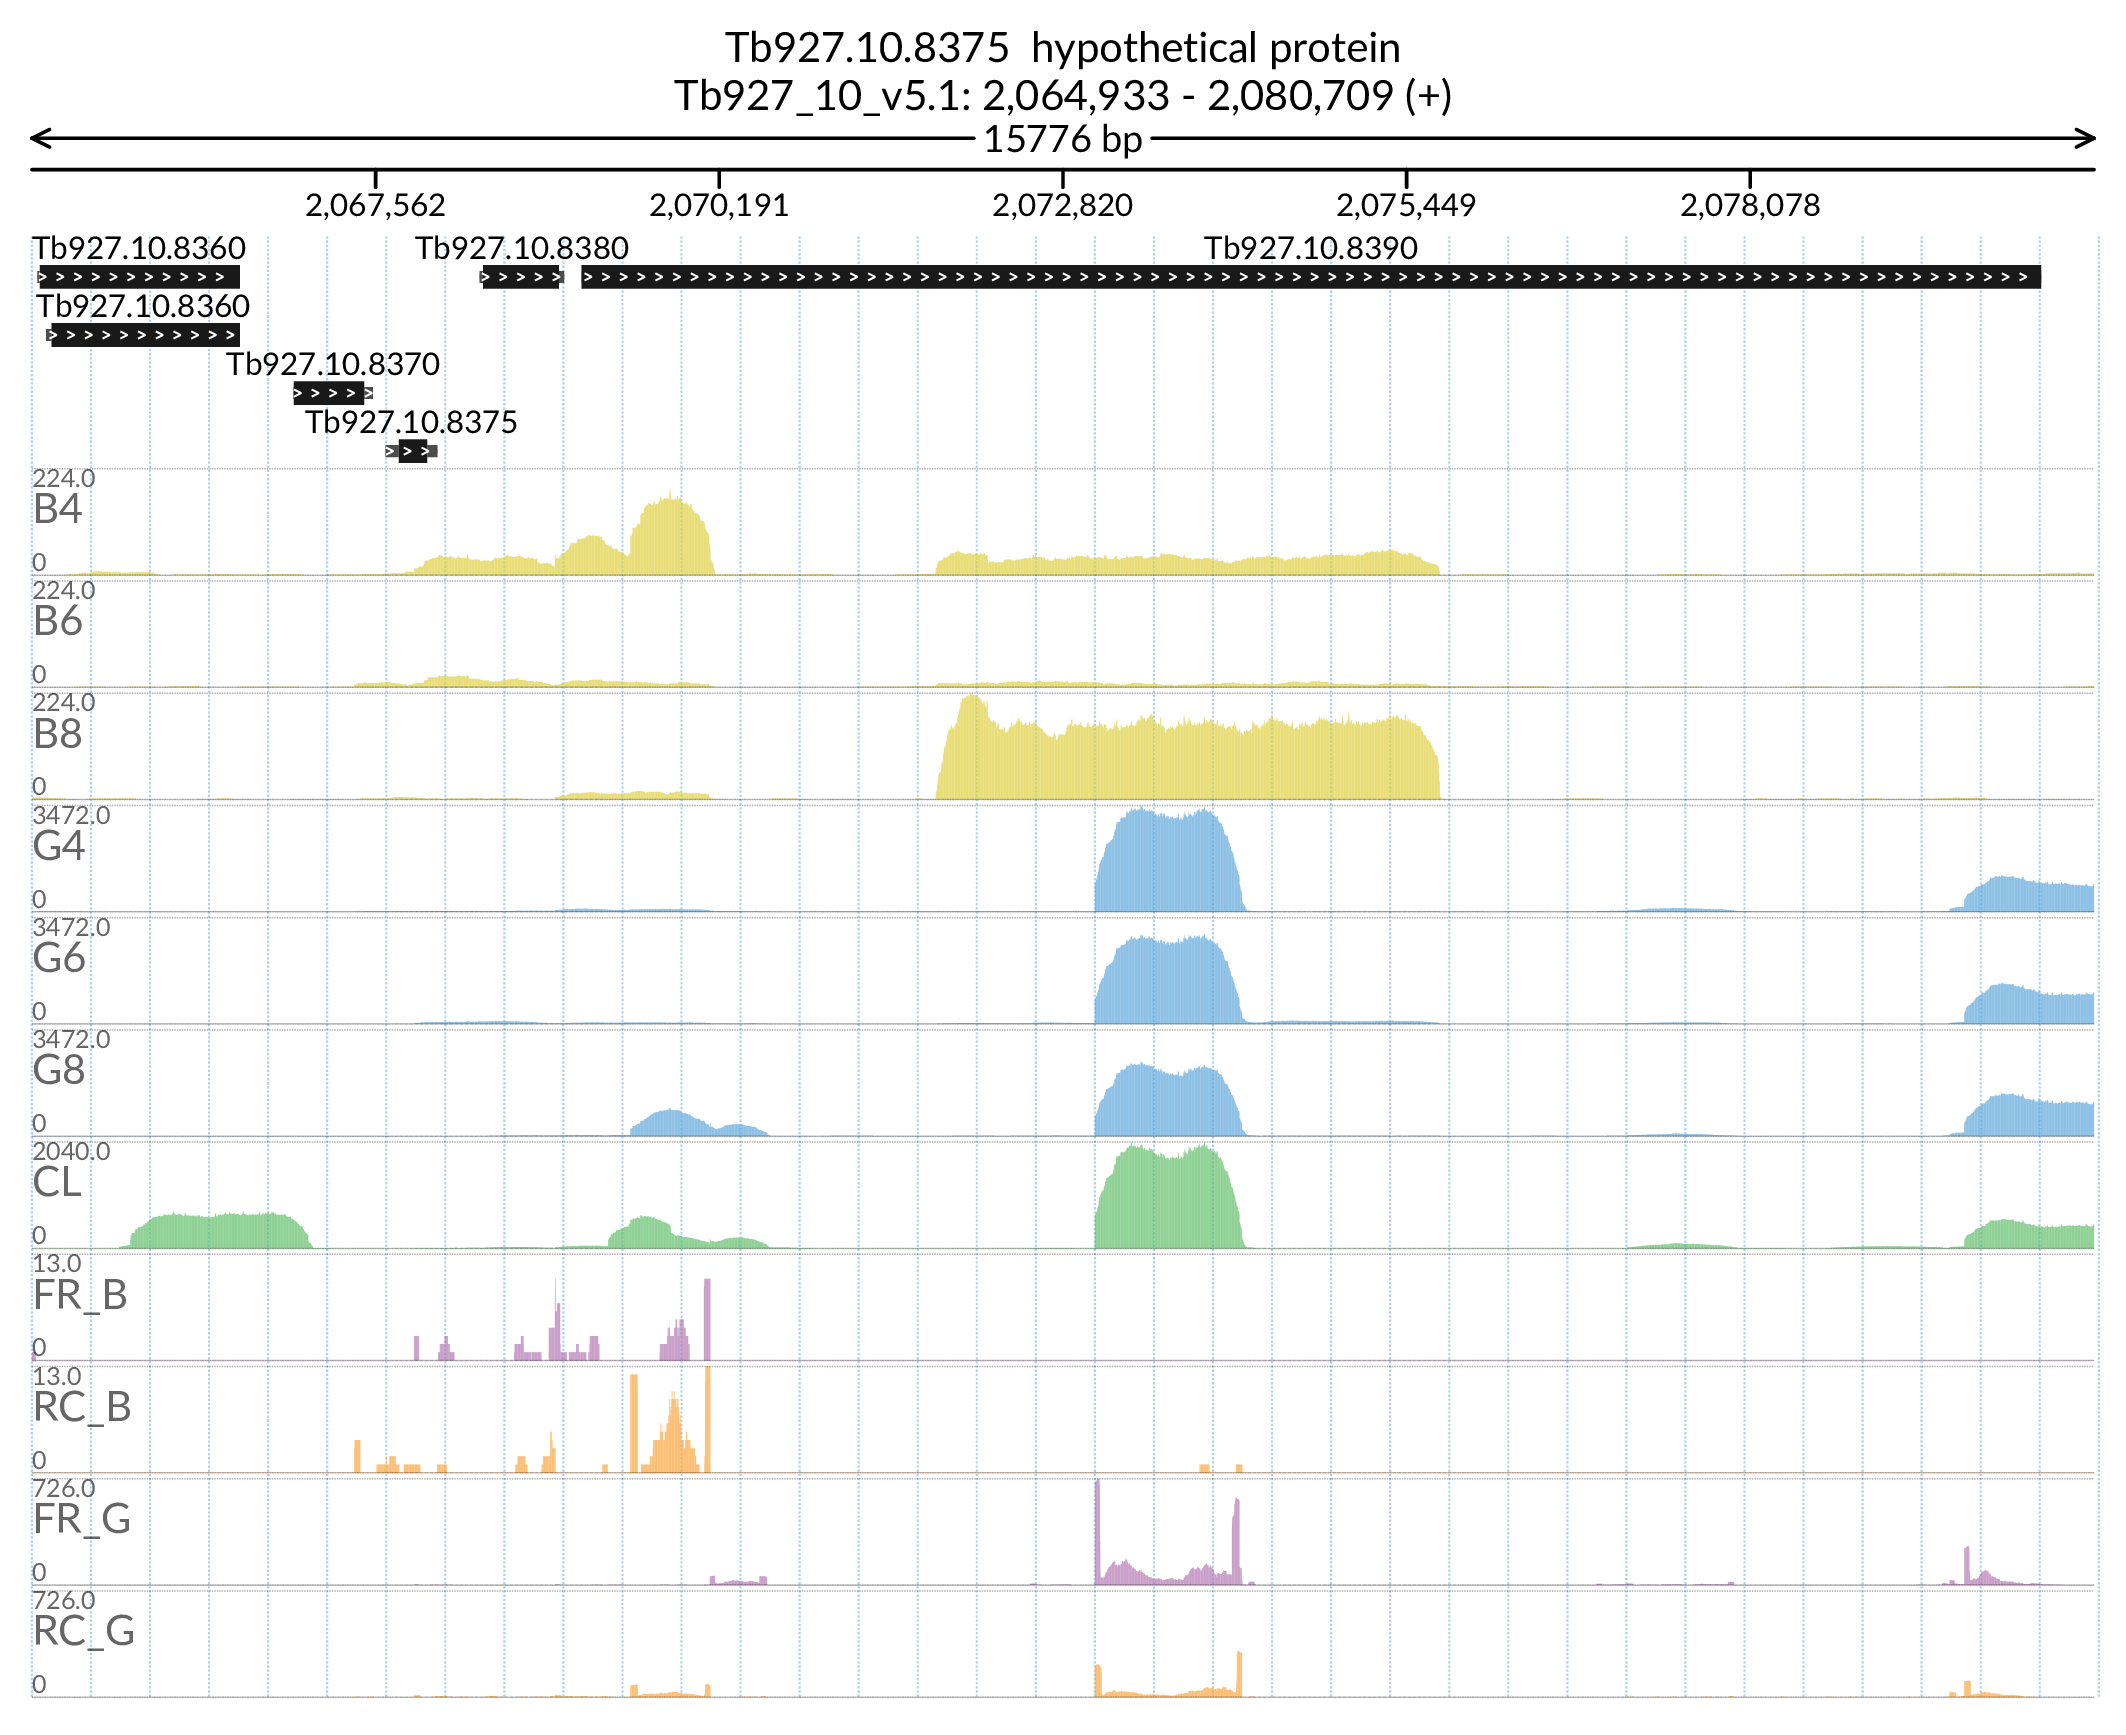 Tb927.10.8375  hypothetical protein
Tb927_10_v5.1: 2,064,933 - 2,080,709 (+)
15776 bp
2,067,562 2,070,191 2,072,820 2,075,449 2,078,078
Tb927.10.8360 Tb927.10.8380 Tb927.10.8390
Tb927.10.8360
Tb927.10.8370
Tb927.10.8375
224.0
B4
0
224.0
B6
0
224.0
B8
0
3472.0
G4
0
3472.0
G6
0
3472.0
G8
0
2040.0
CL
0
13.0
FR_B
0
13.0
RC_B
0
726.0
FR_G
0
726.0
RC_G
0